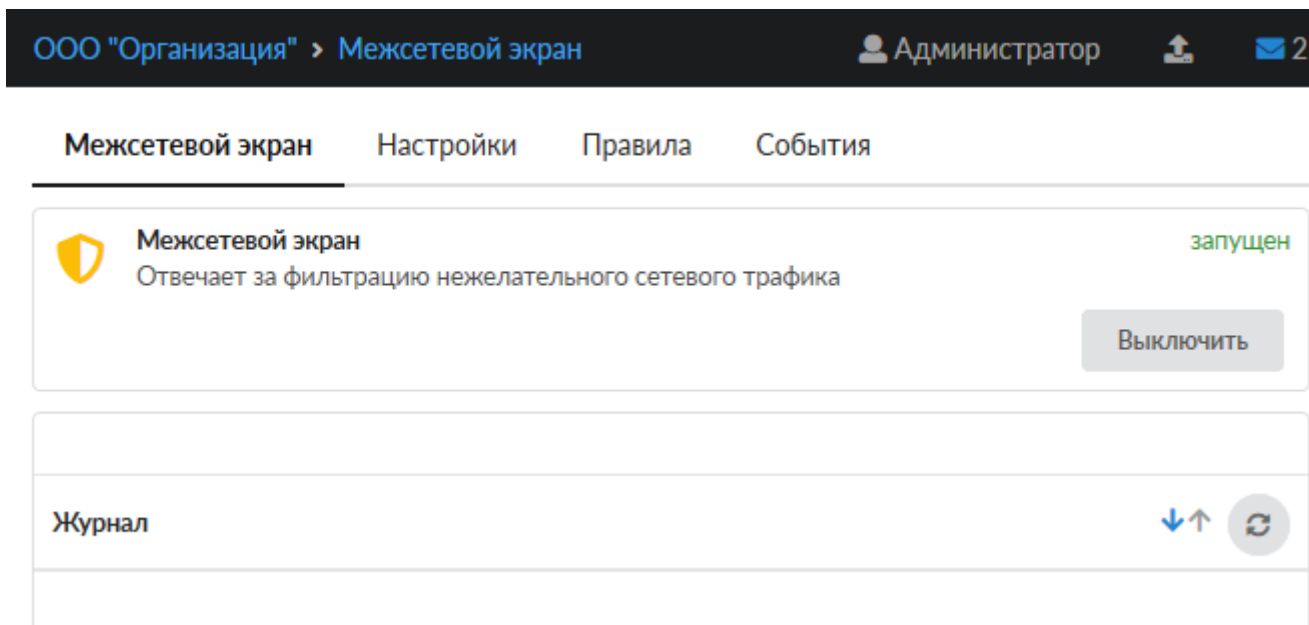 ООО "Организация" > Межсетевой экран Администратор 2
Межсетевой экран Настройки Правила События
Межсетевой экран запущен
Отвечает за фильтрацию нежелательного сетевого трафика
Выключить
Журнал